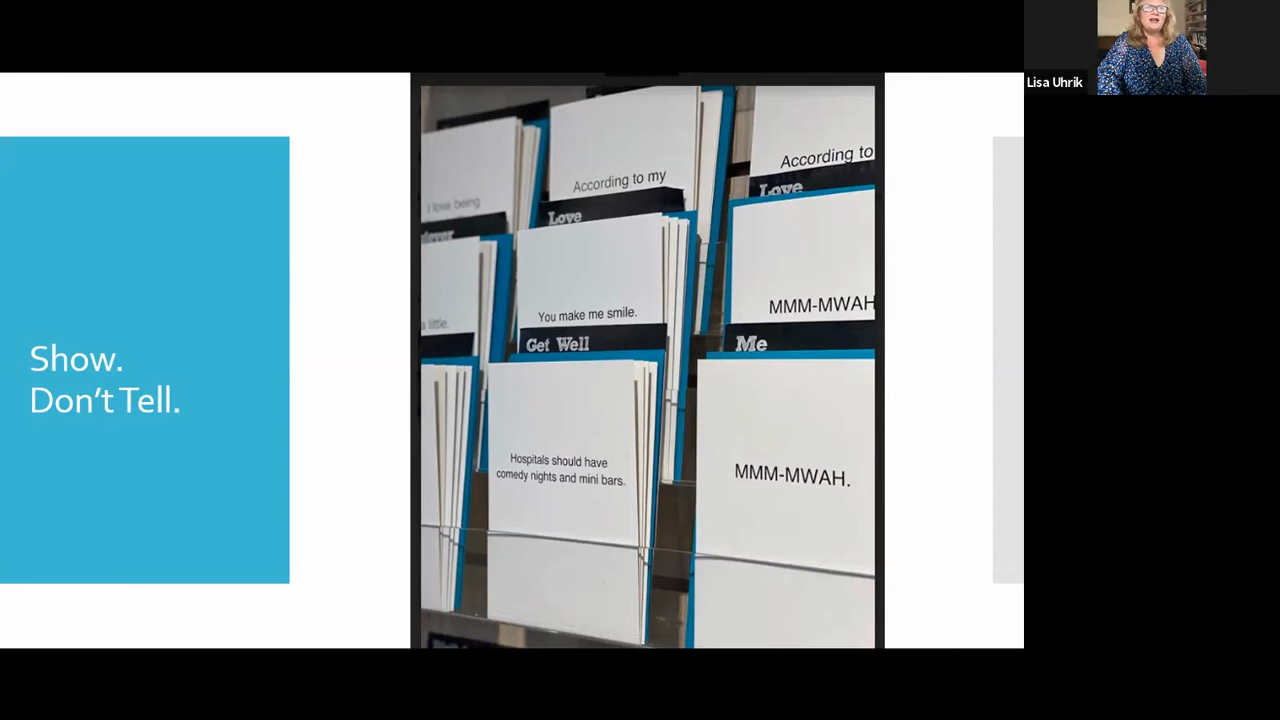 Lisa Uhrik
Show.
Don't Tell.
I love being
According to my
According to
Love
Love
a little.
You make me smile.
MMM-MWAH
Get Well
Me
Hospitals should have
comedy nights and mini bars.
MMM-MWAH.